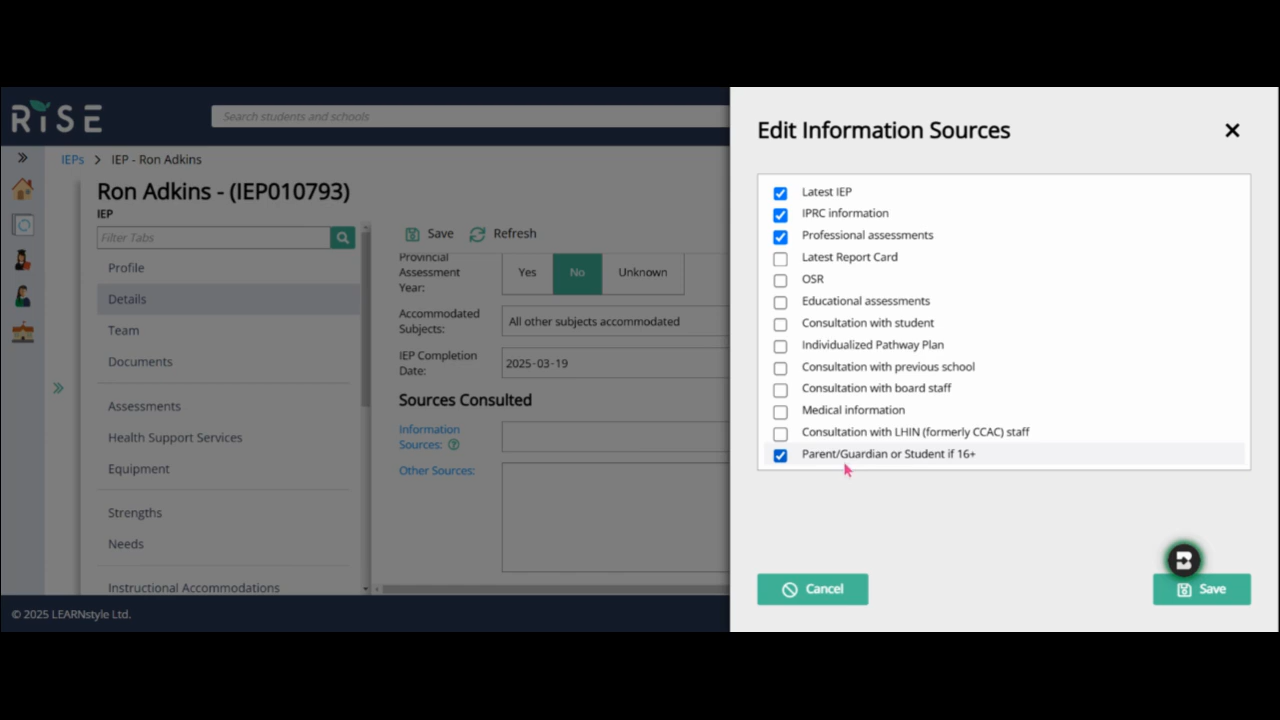 RISE
Search students and schools
IEPs > IEP - Ron Adkins
Ron Adkins - (IEP010793)
IEP
Filter Tabs
Profile
Details
Team
Documents
Assessments
Health Support Services
Equipment
Strengths
Needs
Instructional Accommodations
Save Refresh
Provincial
Assessment
Year:
Yes No Unknown
Accommodated
Subjects:
All other subjects accommodated
IEP Completion
Date:
2025-03-19
Sources Consulted
Information
Sources:
Other Sources:
Edit Information Sources
Latest IEP
IPRC information
Professional assessments
Latest Report Card
OSR
Educational assessments
Consultation with student
Individualized Pathway Plan
Consultation with previous school
Consultation with board staff
Medical information
Consultation with LHIN (formerly CCAC) staff
Parent/Guardian or Student if 16+
Cancel
Save
© 2025 LEARNstyle Ltd.